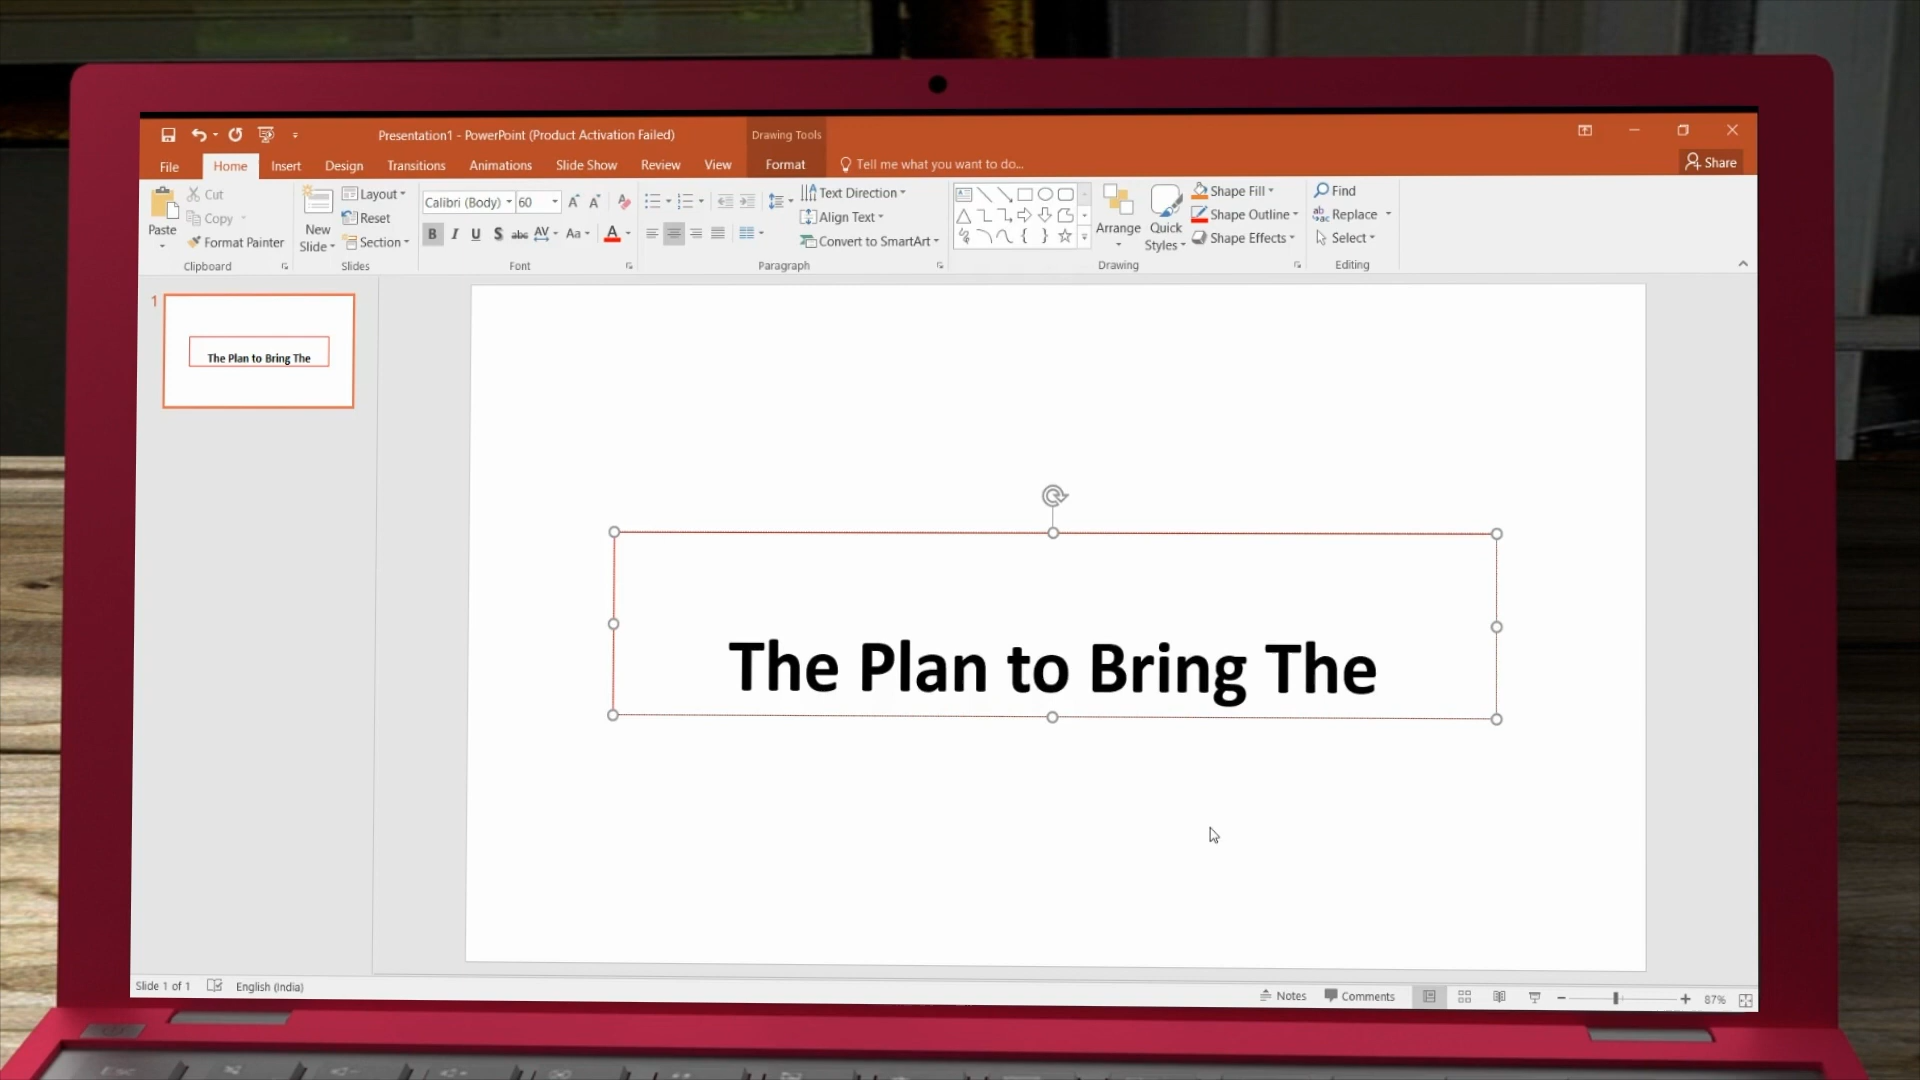 Presentation1 - PowerPoint (Product Activation Failed)
Drawing Tools
File
Home
Insert
Design
Transitions
Animations
Slide Show
Review
View
Format
Tell me what you want to do...
Share
Paste
Cut
Copy
Format Painter
Clipboard
New
Slide
Layout
Reset
Section
Slides
Calibri (Body)
60
B I U S abc AV Aa A
Font
Text Direction
Align Text
Convert to SmartArt
Paragraph
Arrange
Quick
Styles
Shape Fill
Shape Outline
Shape Effects
Drawing
Find
Replace
Select
Editing
1
The Plan to Bring The
The Plan to Bring The
Slide 1 of 1
English (India)
Notes
Comments
87%